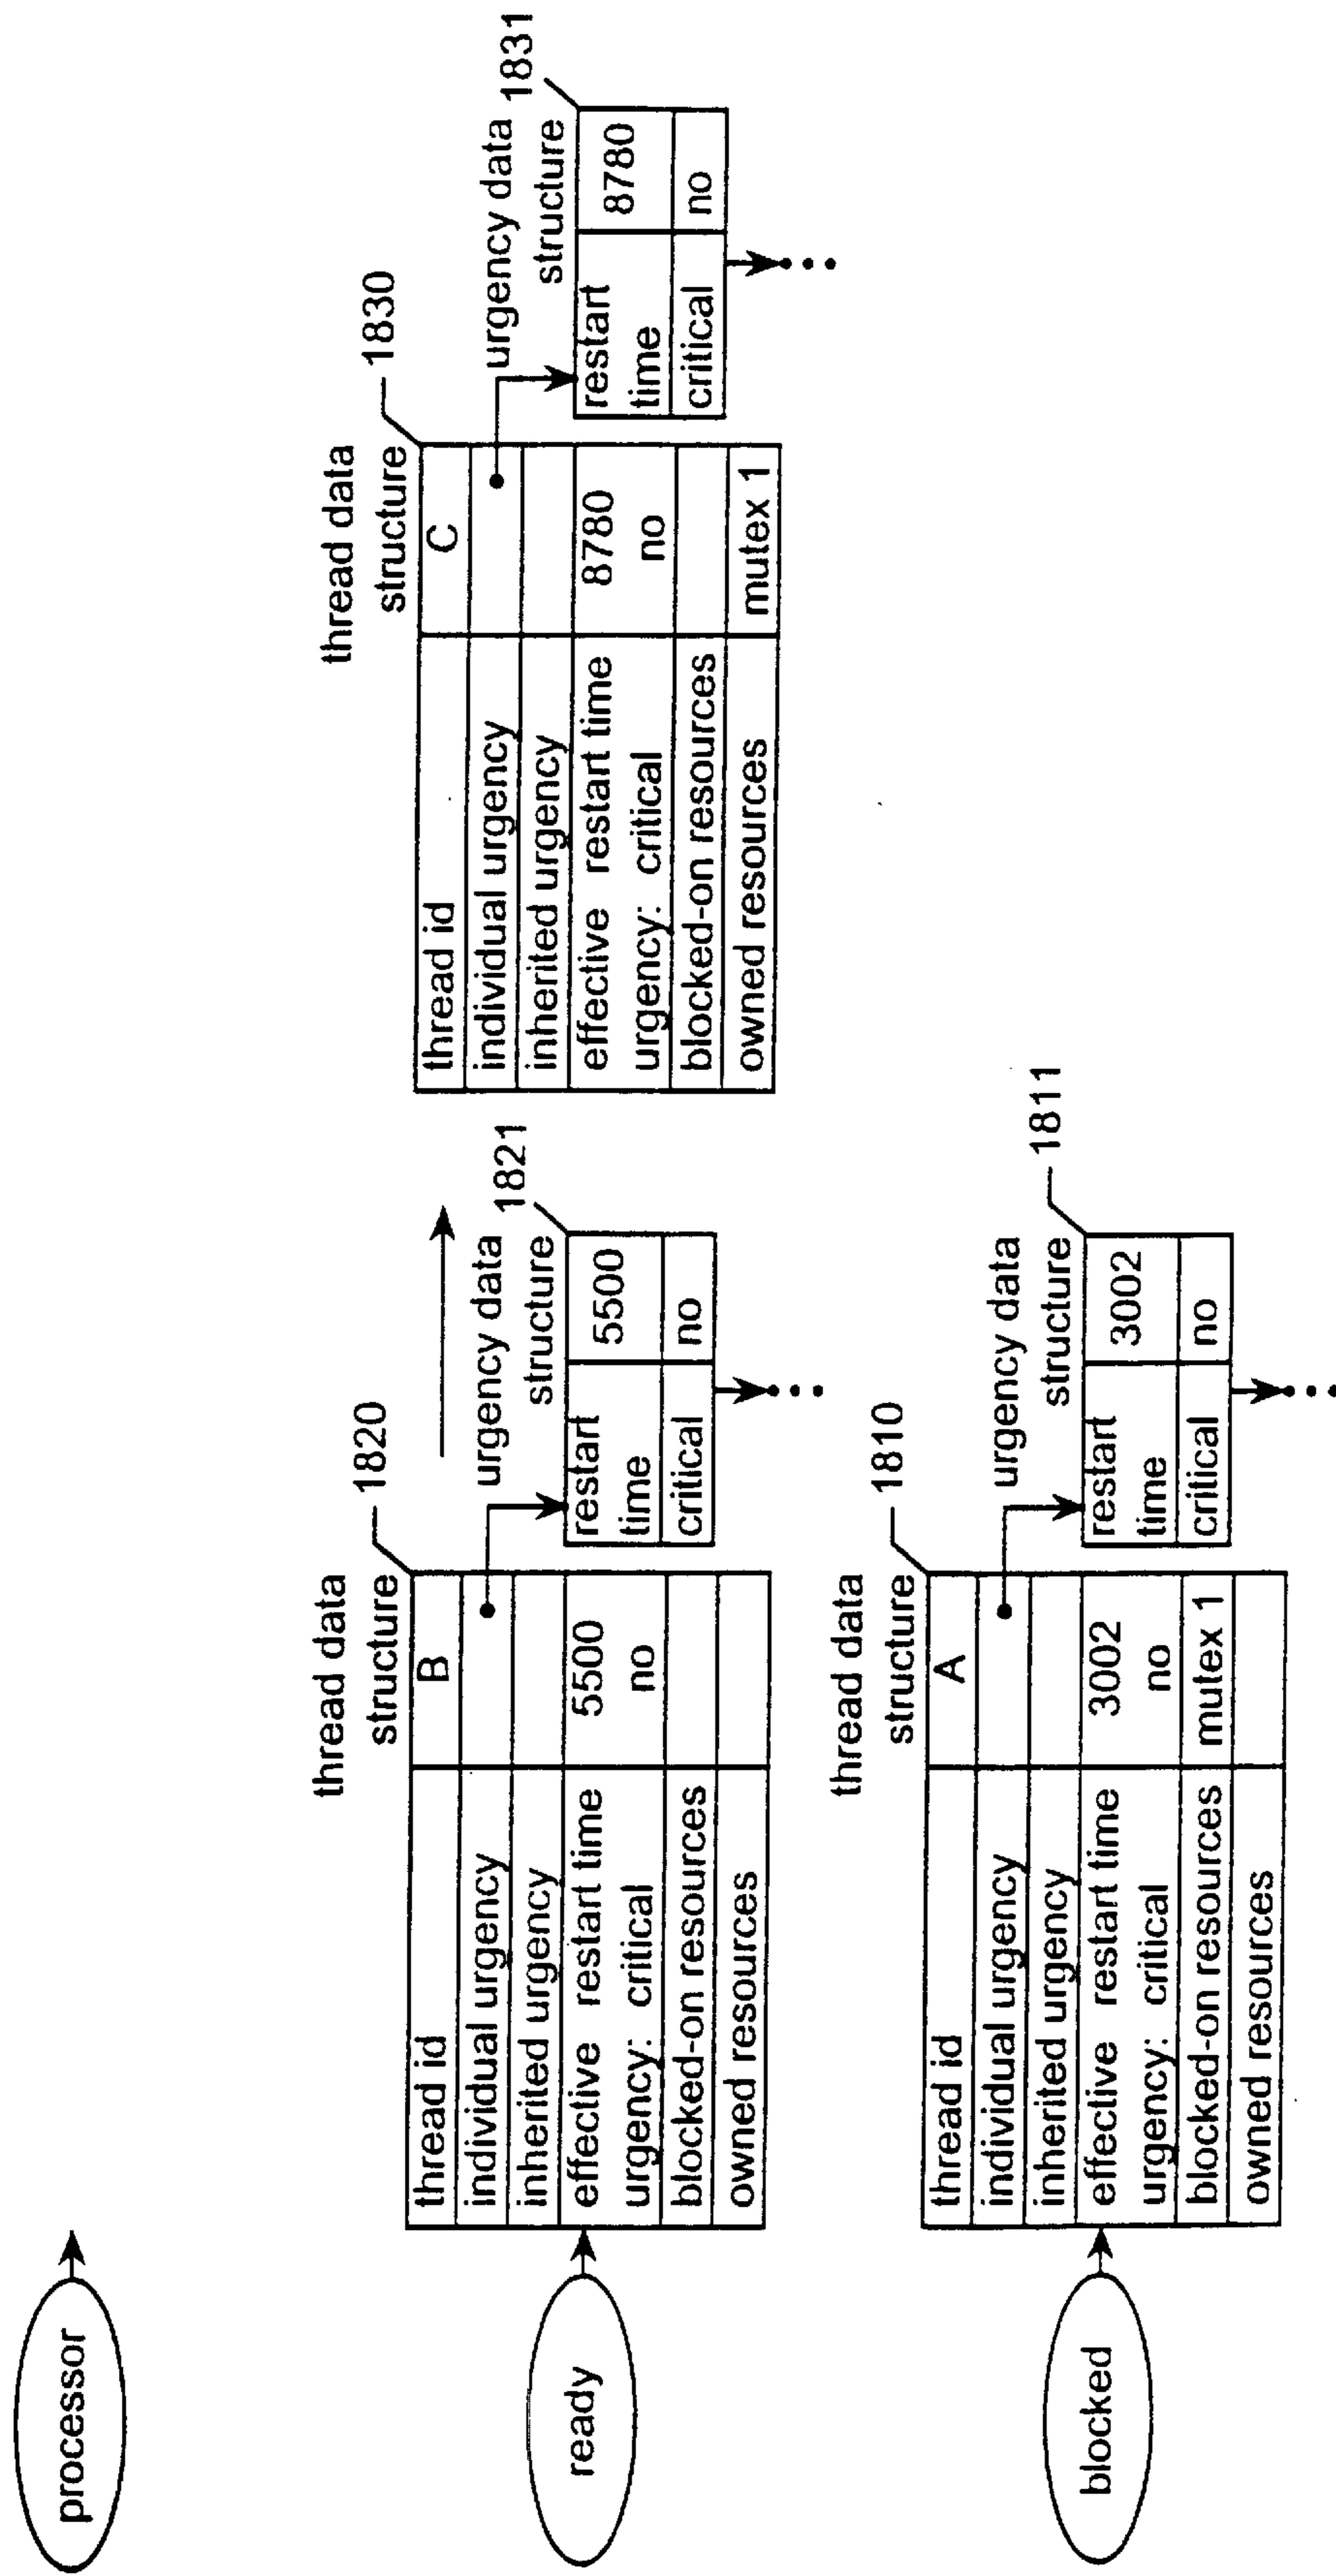 processor
ready
thread data
structure
1820
thread id B
individual urgency
inherited urgency
effective restart time 5500
urgency: critical no
blocked-on resources
owned resources
urgency data
structure
1821
restart
time 5500
critical no
thread data
structure
1830
thread id C
individual urgency
inherited urgency
effective restart time 8780
urgency: critical no
blocked-on resources
owned resources mutex 1
urgency data
structure
1831
restart
time 8780
critical no
blocked
thread data
structure
1810
thread id A
individual urgency
inherited urgency
effective restart time 3002
urgency: critical no
blocked-on resources mutex 1
owned resources
urgency data
structure
1811
restart
time 3002
critical no